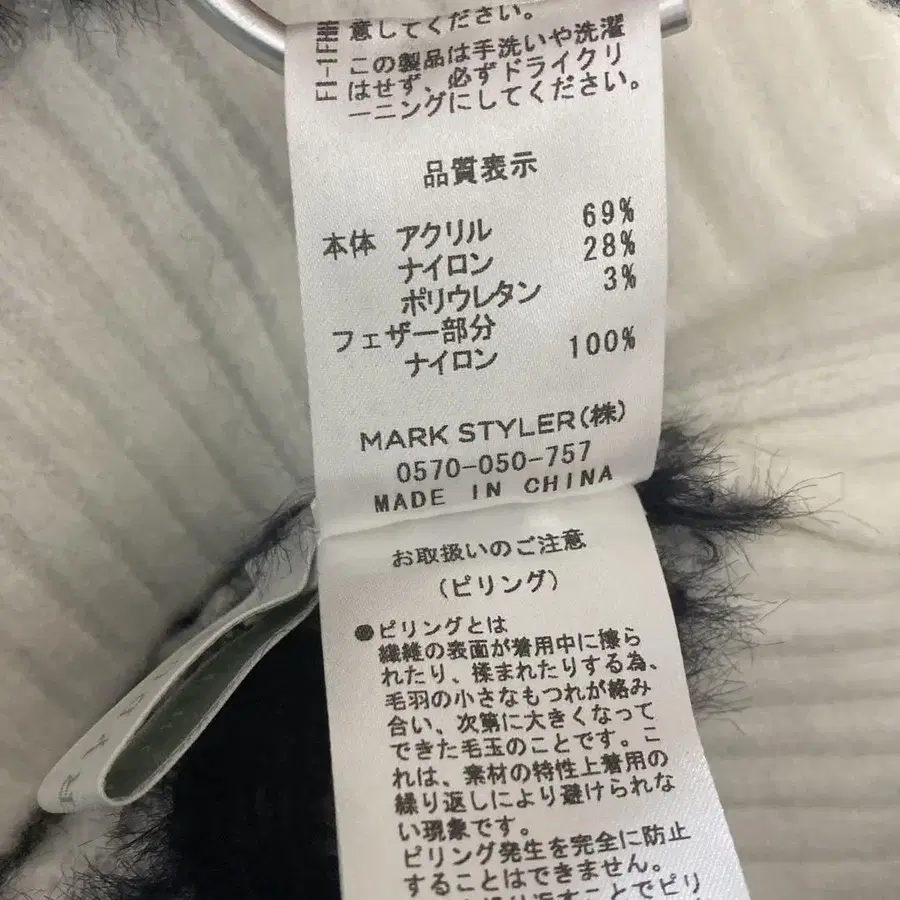 意してください。
この製品は手洗いや洗濯
はせず、必ずドライクリ
ーニングにしてください。
品質表示
本体 アクリル 69%
ナイロン 28%
ポリウレタン 3%
フェザー部分
ナイロン 100%
MARK STYLER(株)
0570-050-757
MADE IN CHINA
お取扱いのご注意
(ピリング)
●ピリングとは
繊維の表面が着用中に擦ら
れたり、揉まれたりする為、
毛羽の小さなもつれが絡み
合い、次第に大きくなって
できた毛玉のことです。こ
れは、素材の特性上着用の
繰り返しにより避けられな
い現象です。
ピリング発生を完全に防止
することはできません。
り返すことでピリ